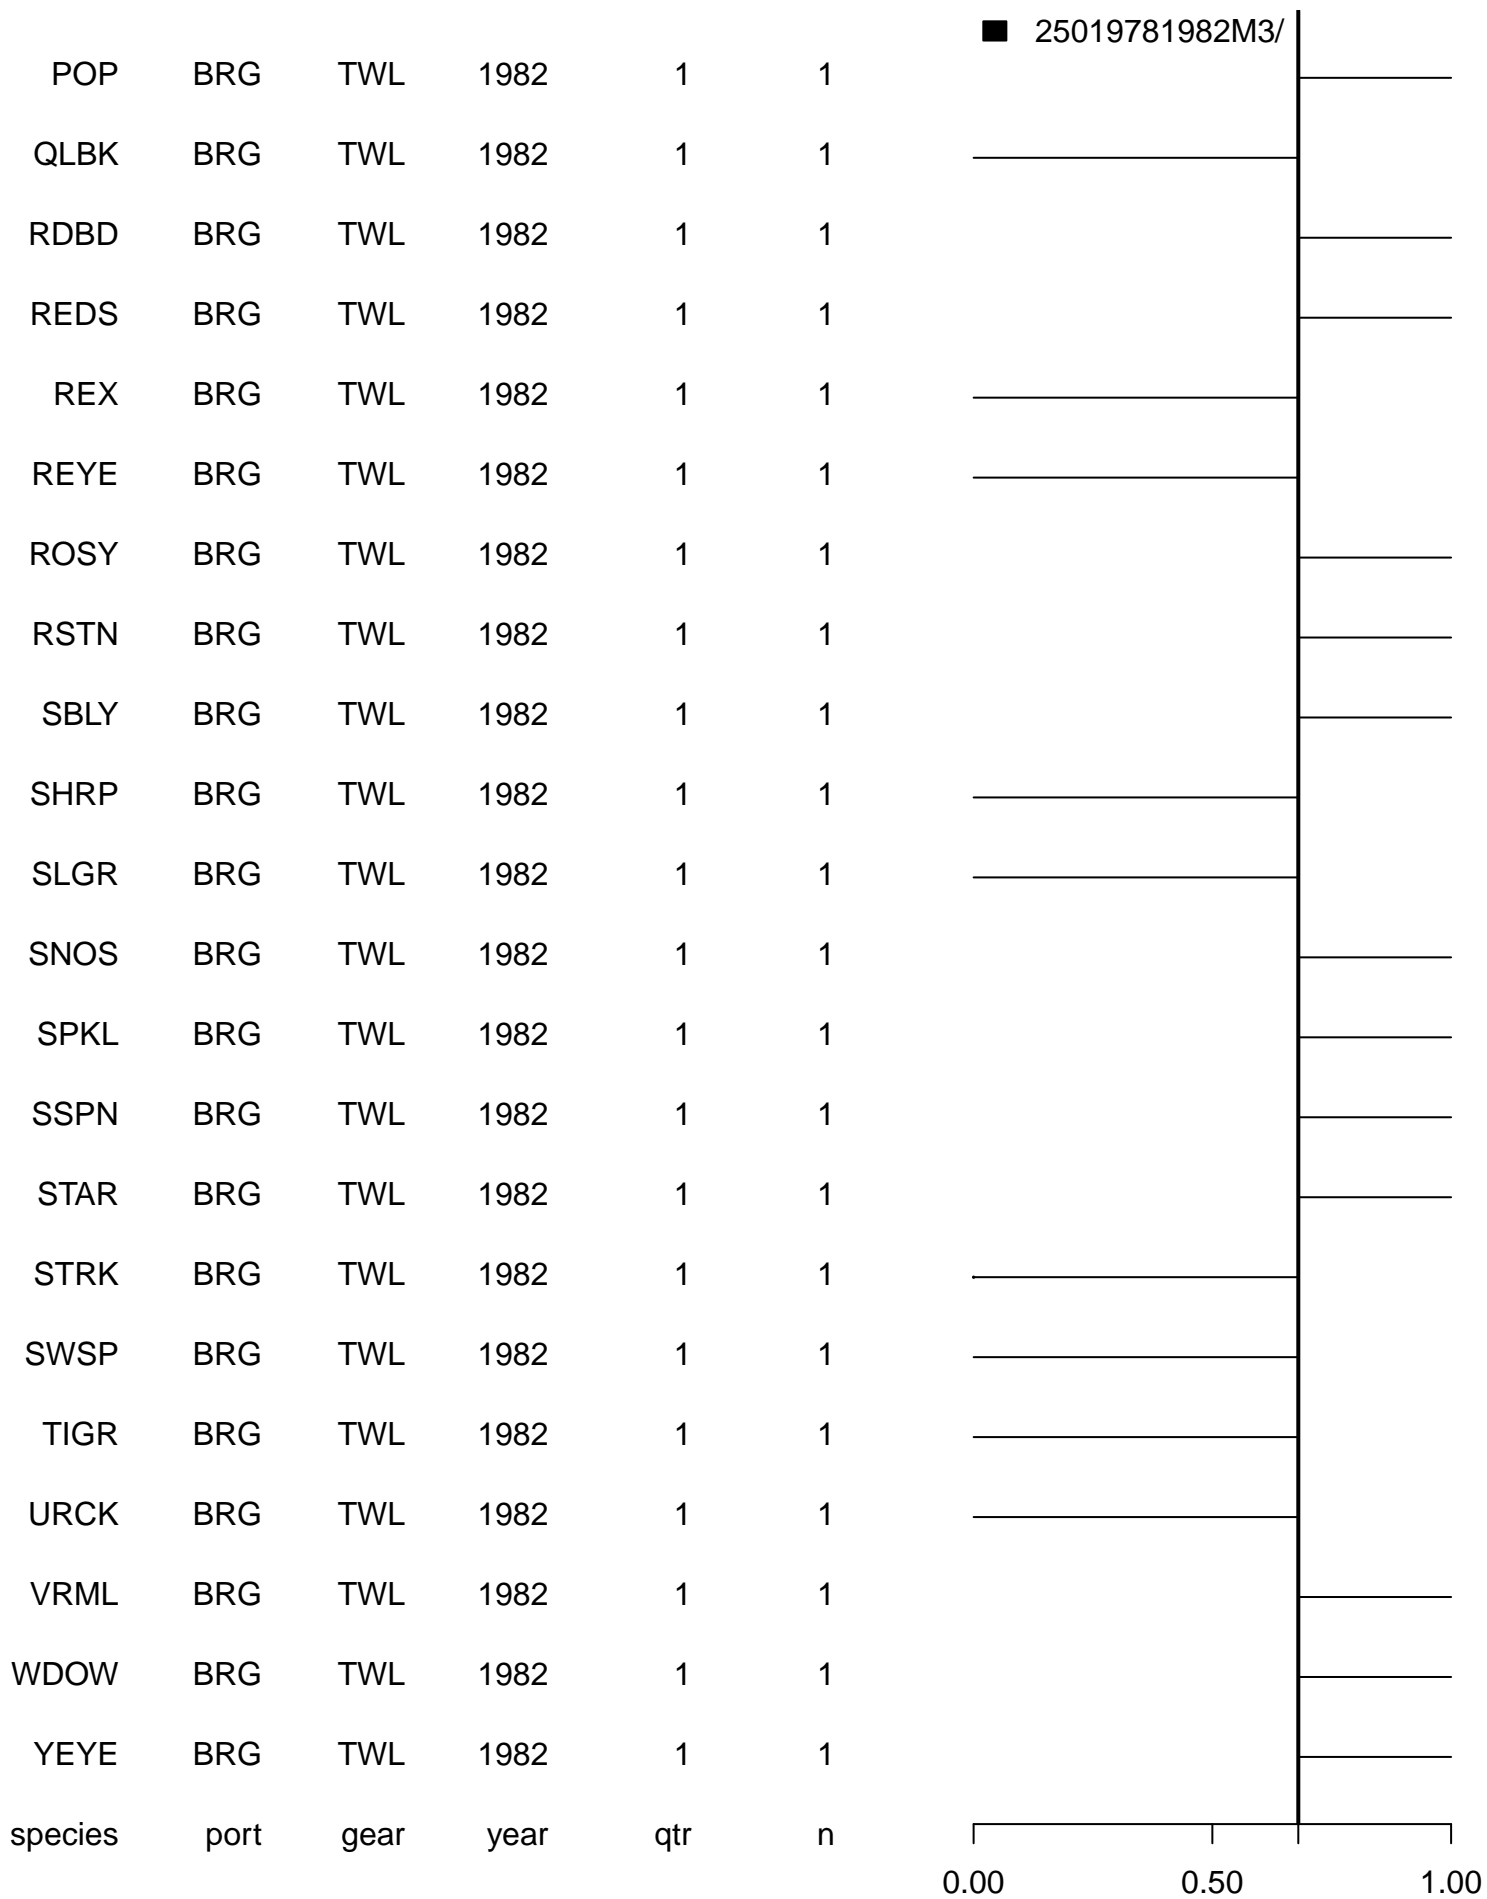 25019781982M3/
POP BRG TWL 1982 1 1
QLBK BRG TWL 1982 1 1
RDBD BRG TWL 1982 1 1
REDS BRG TWL 1982 1 1
REX BRG TWL 1982 1 1
REYE BRG TWL 1982 1 1
ROSY BRG TWL 1982 1 1
RSTN BRG TWL 1982 1 1
SBLY BRG TWL 1982 1 1
SHRP BRG TWL 1982 1 1
SLGR BRG TWL 1982 1 1
SNOS BRG TWL 1982 1 1
SPKL BRG TWL 1982 1 1
SSPN BRG TWL 1982 1 1
STAR BRG TWL 1982 1 1
STRK BRG TWL 1982 1 1
SWSP BRG TWL 1982 1 1
TIGR BRG TWL 1982 1 1
URCK BRG TWL 1982 1 1
VRML BRG TWL 1982 1 1
WDOW BRG TWL 1982 1 1
YEYE BRG TWL 1982 1 1
species port gear year qtr n
0.00 0.50 1.00